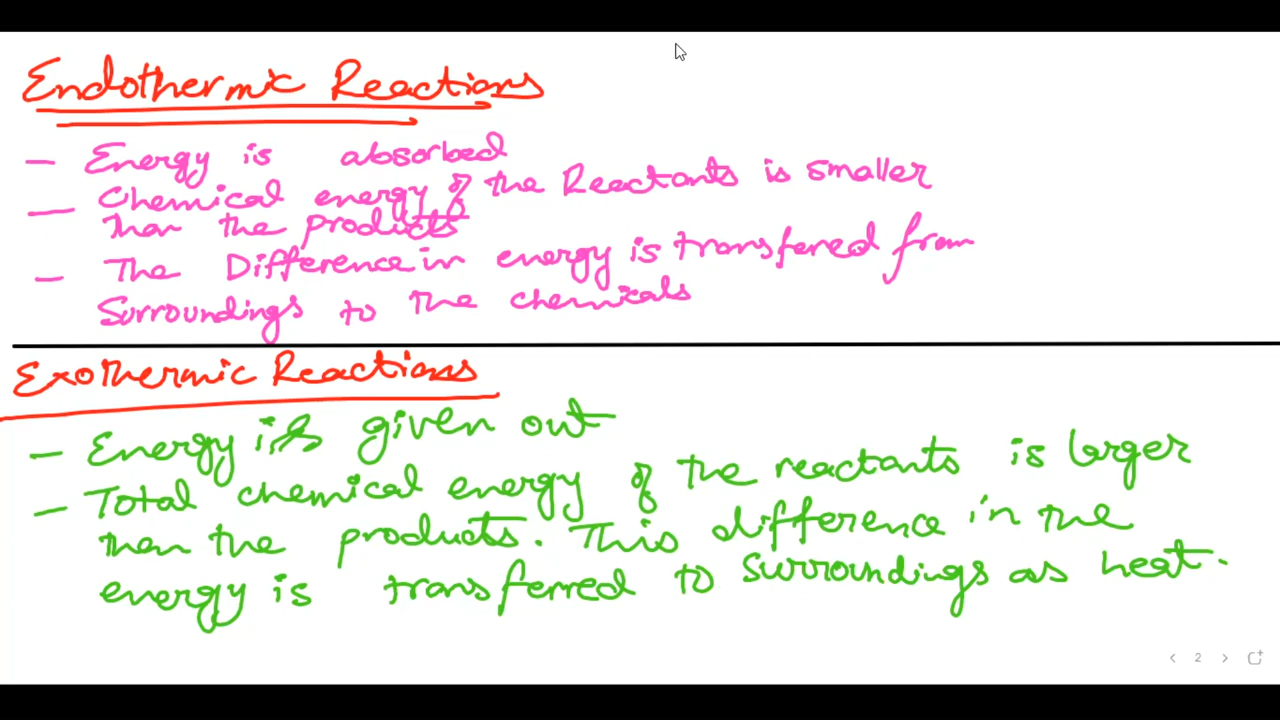 Endothermic Reactions
— Energy is absorbed
— Chemical energy of the Reactants is smaller
than the products
— The Difference in energy is transferred from
surroundings to the chemicals
Exothermic Reactions
— Energy is given out
— Total chemical energy of the reactants is larger
then the products. This difference in the
energy is transferred to surroundings as heat.
< 2 >